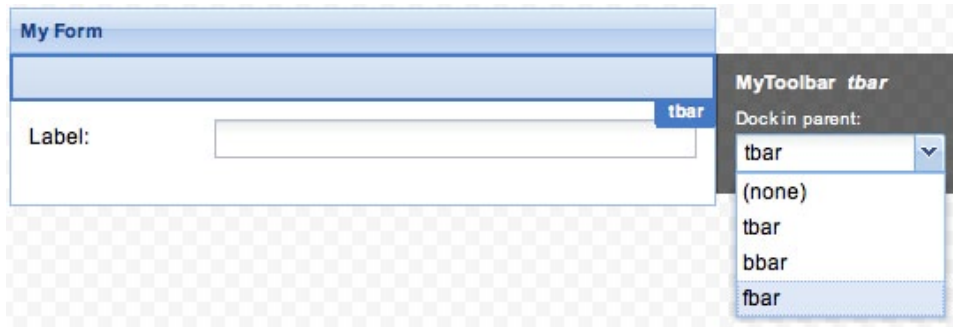 My Form
tbar
Label:
MyToolbar tbar
Dock in parent:
tbar
(none)
tbar
bbar
fbar